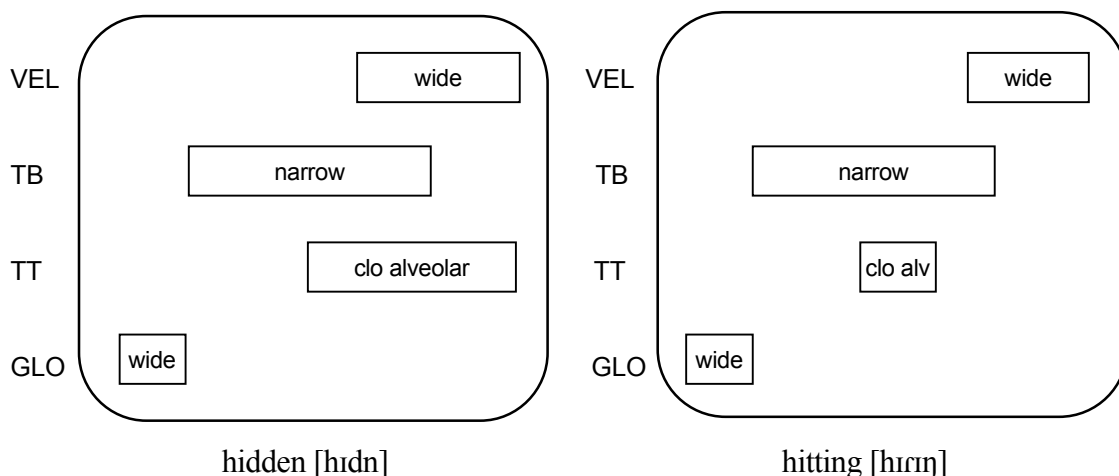 VEL wide
TB narrow
TT clo alveolar
GLO wide
hidden [hɪdn]
VEL wide
TB narrow
TT clo alv
GLO wide
hitting [hɪɾɪŋ]